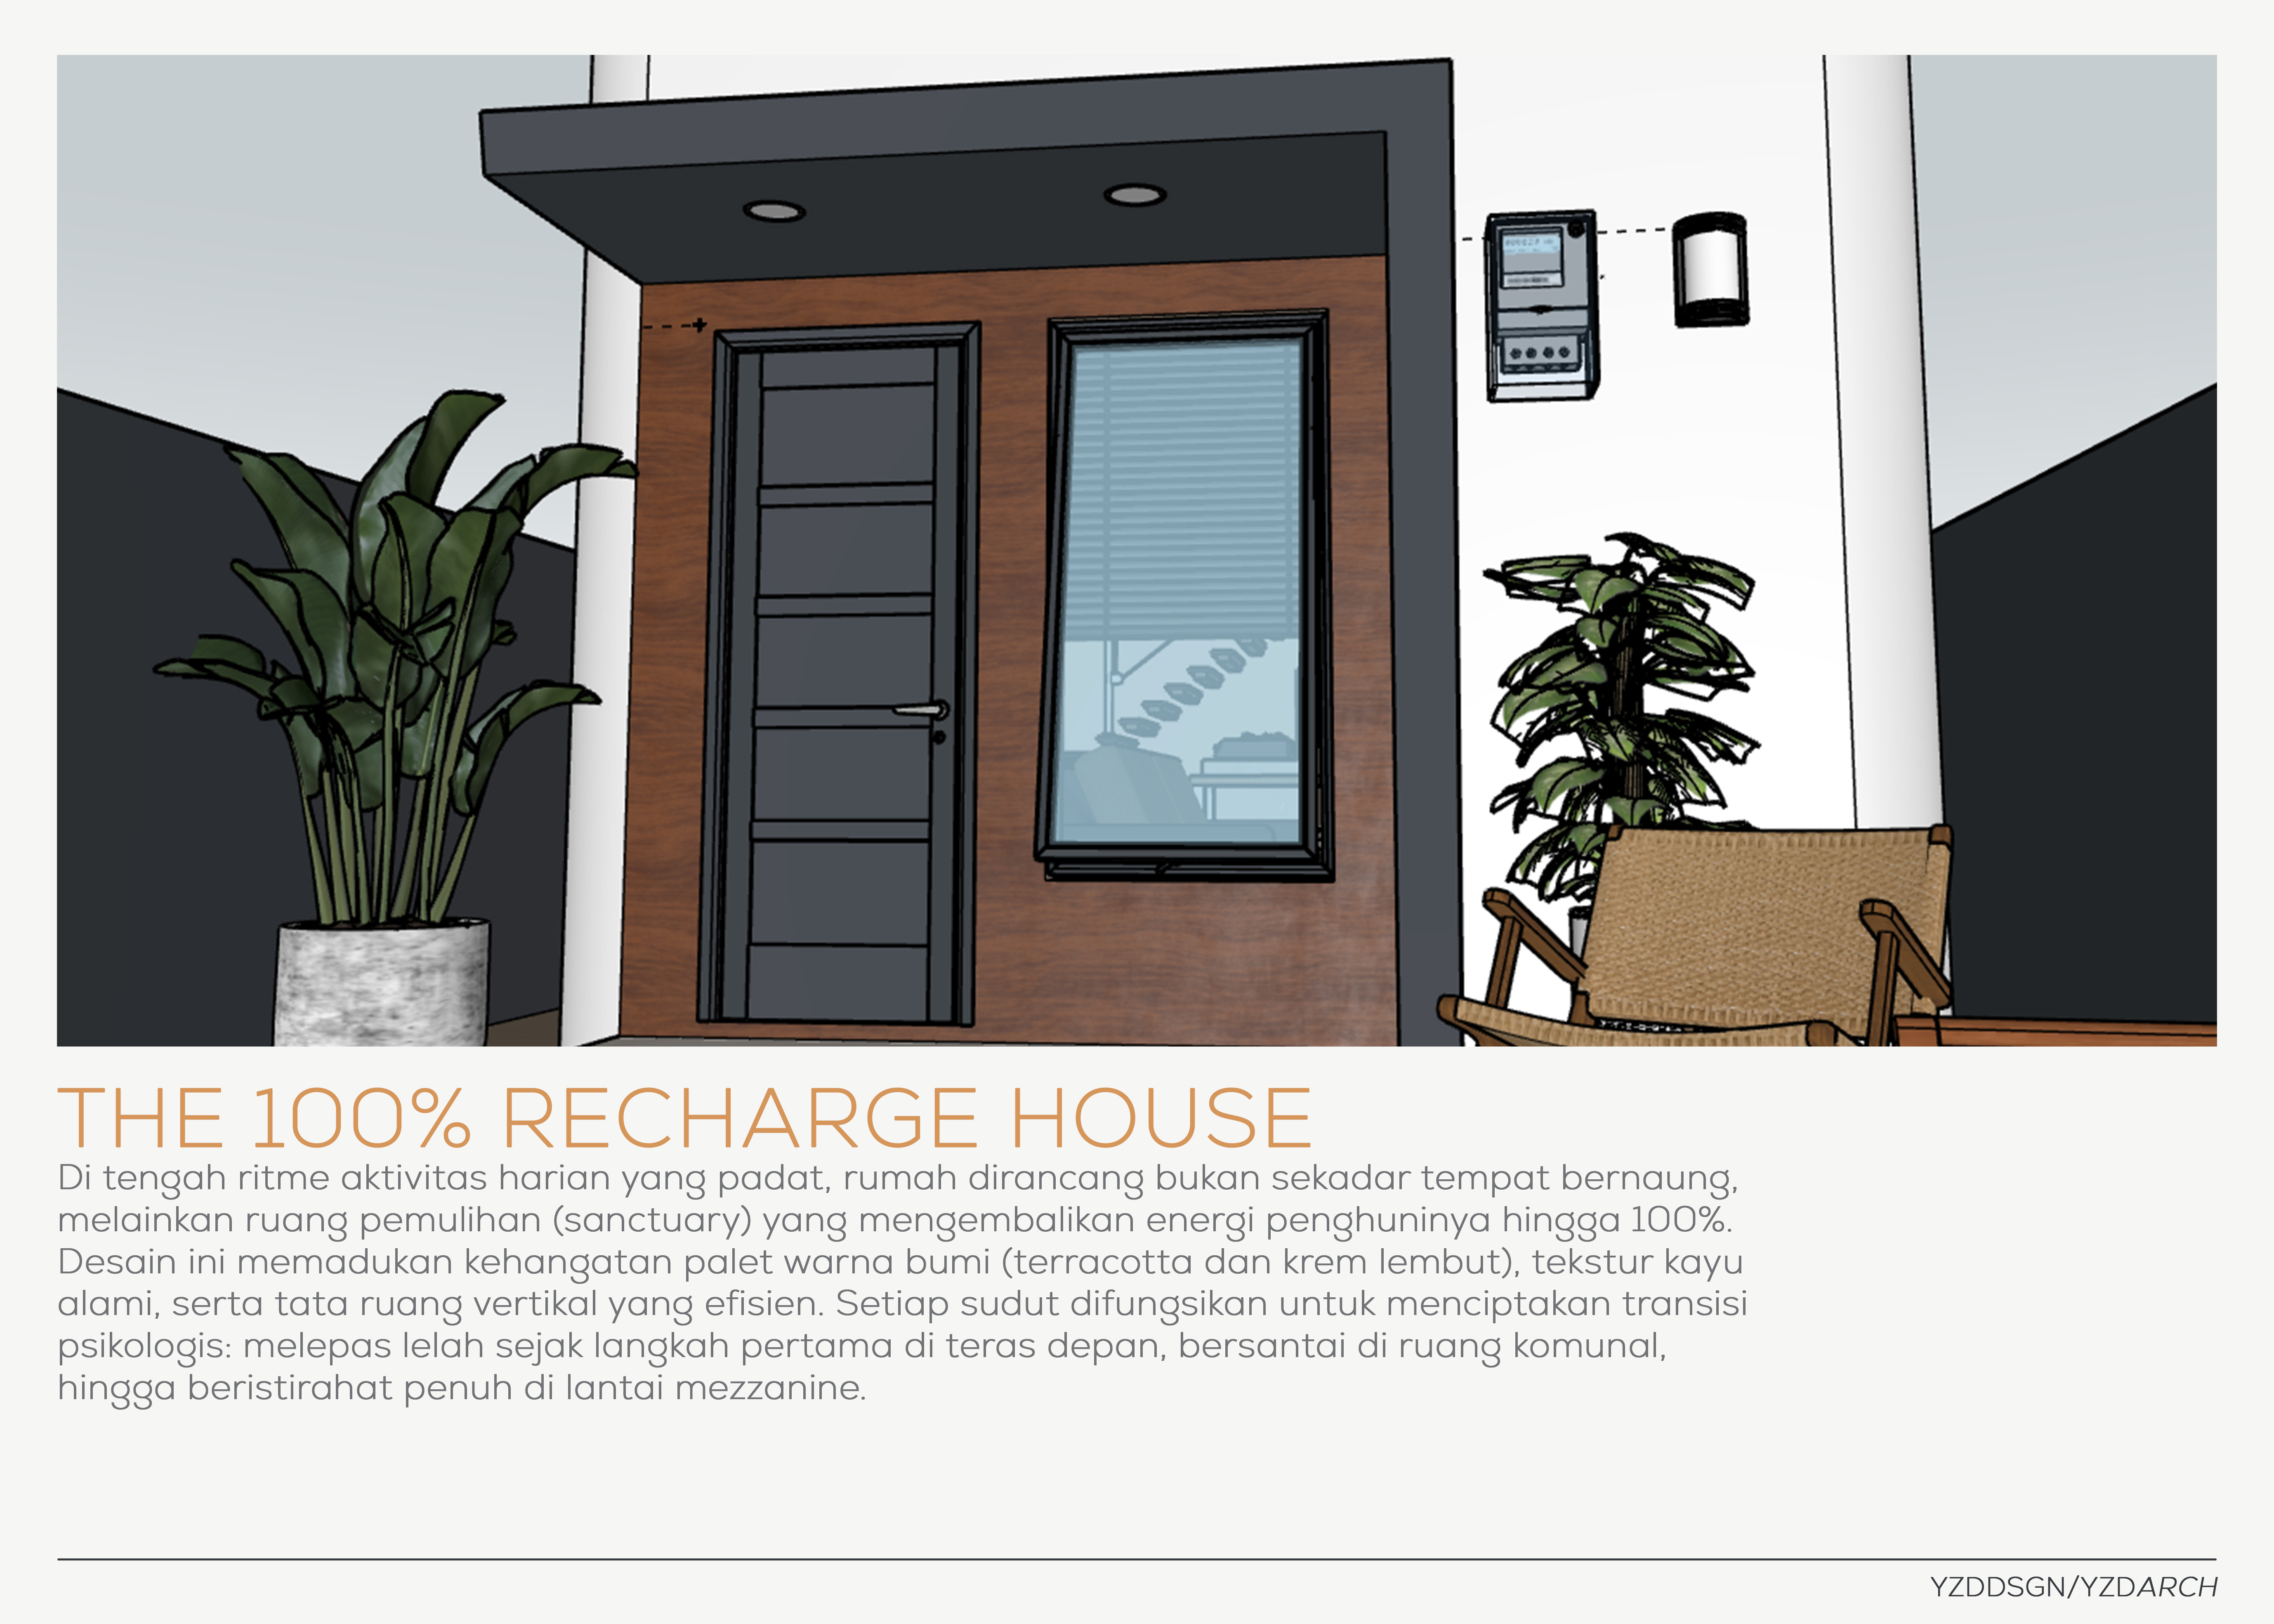 THE 100% RECHARGE HOUSE
Di tengah ritme aktivitas harian yang padat, rumah dirancang bukan sekadar tempat bernaung,
melainkan ruang pemulihan (sanctuary) yang mengembalikan energi penghuninya hingga 100%.
Desain ini memadukan kehangatan palet warna bumi (terracotta dan krem lembut), tekstur kayu
alami, serta tata ruang vertikal yang efisien. Setiap sudut difungsikan untuk menciptakan transisi
psikologis: melepas lelah sejak langkah pertama di teras depan, bersantai di ruang komunal,
hingga beristirahat penuh di lantai mezzanine.
YZDDSGN/YZDARCH